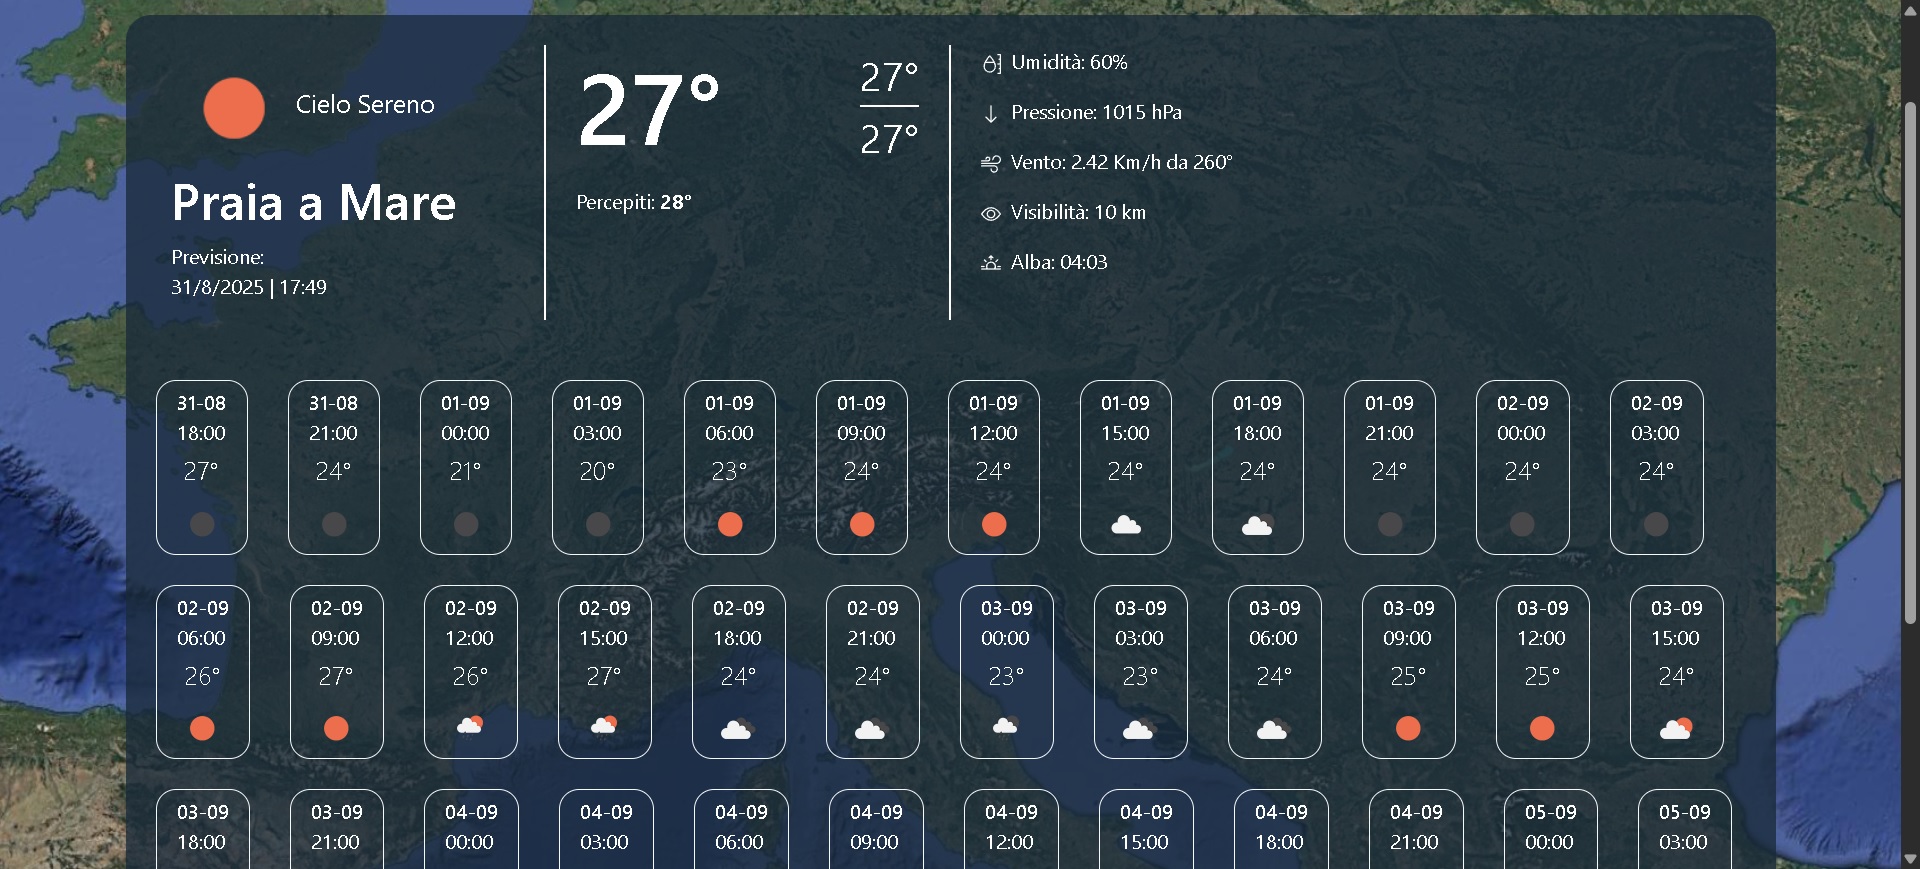 Cielo Sereno
Praia a Mare
Previsione:
31/8/2025 | 17:49
27°
Percepiti: 28°
27°
27°
Umidità: 60%
Pressione: 1015 hPa
Vento: 2.42 Km/h da 260°
Visibilità: 10 km
Alba: 04:03
31-08 31-08 01-09 01-09 01-09 01-09 01-09 01-09 01-09 01-09 02-09 02-09
18:00 21:00 00:00 03:00 06:00 09:00 12:00 15:00 18:00 21:00 00:00 03:00
27° 24° 21° 20° 23° 24° 24° 24° 24° 24° 24° 24°
02-09 02-09 02-09 02-09 02-09 02-09 03-09 03-09 03-09 03-09 03-09 03-09
06:00 09:00 12:00 15:00 18:00 21:00 00:00 03:00 06:00 09:00 12:00 15:00
26° 27° 26° 27° 24° 24° 23° 23° 24° 25° 25° 24°
03-09 03-09 04-09 04-09 04-09 04-09 04-09 04-09 04-09 04-09 05-09 05-09
18:00 21:00 00:00 03:00 06:00 09:00 12:00 15:00 18:00 21:00 00:00 03:00